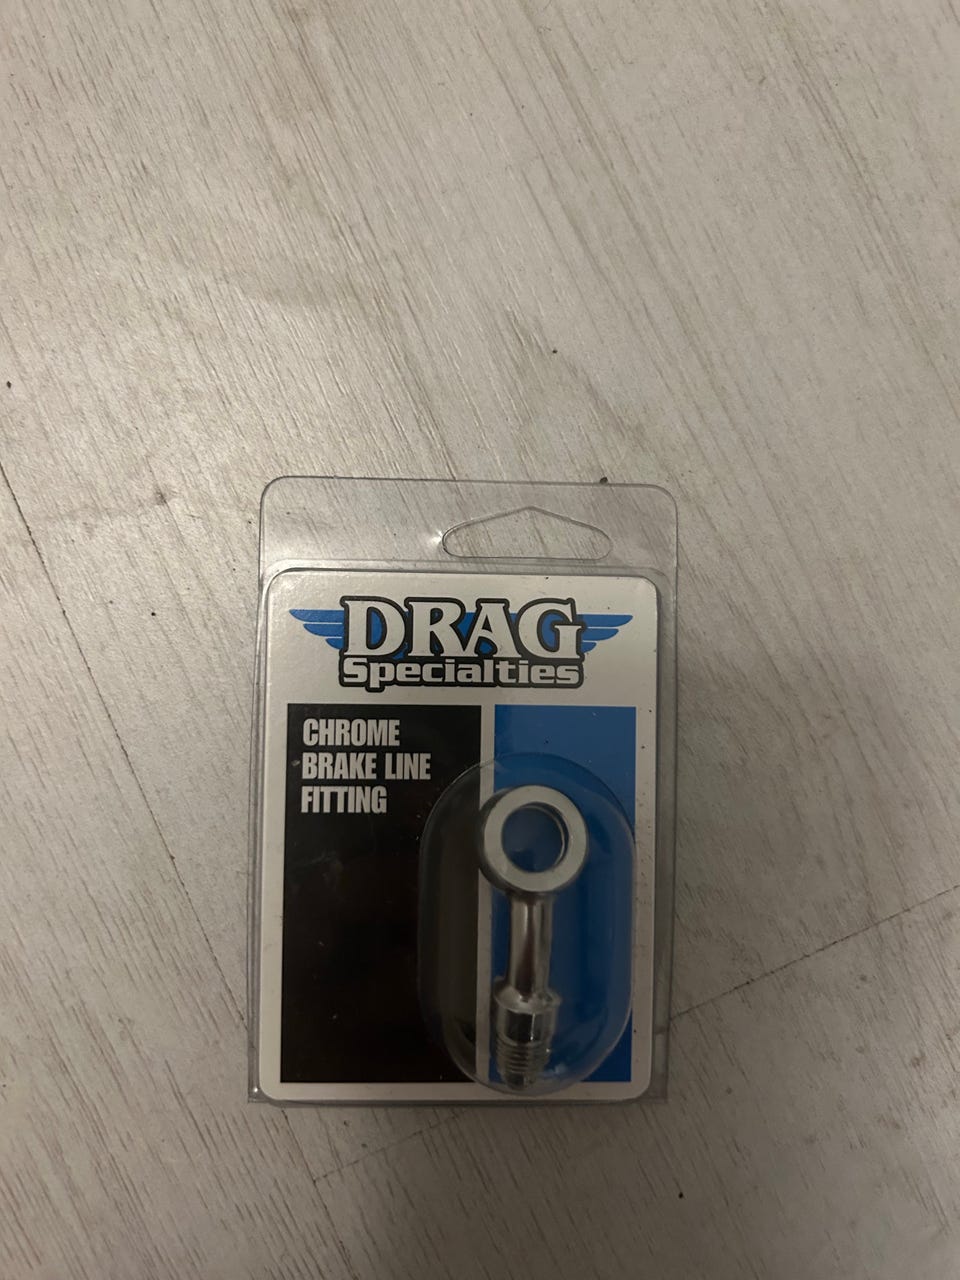 DRAG
Specialties
CHROME
BRAKE LINE
FITTING